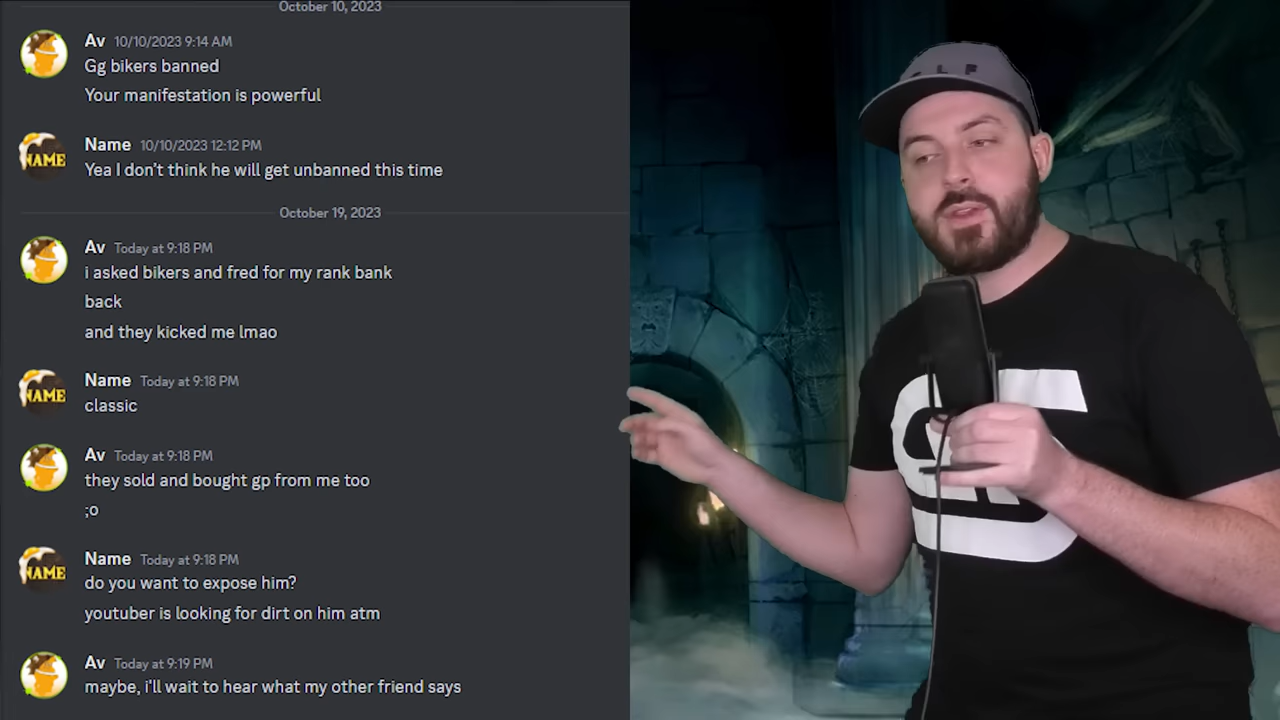 October 10, 2023
Av 10/10/2023 9:14 AM
Gg bikers banned
Your manifestation is powerful
NAME
Name 10/10/2023 12:12 PM
Yea I don't think he will get unbanned this time
October 19, 2023
Av Today at 9:18 PM
i asked bikers and fred for my rank bank
back
and they kicked me lmao
NAME
Name Today at 9:18 PM
classic
Av Today at 9:18 PM
they sold and bought gp from me too
;o
NAME
Name Today at 9:18 PM
do you want to expose him?
youtuber is looking for dirt on him atm
Av Today at 9:19 PM
maybe, i'll wait to hear what my other friend says